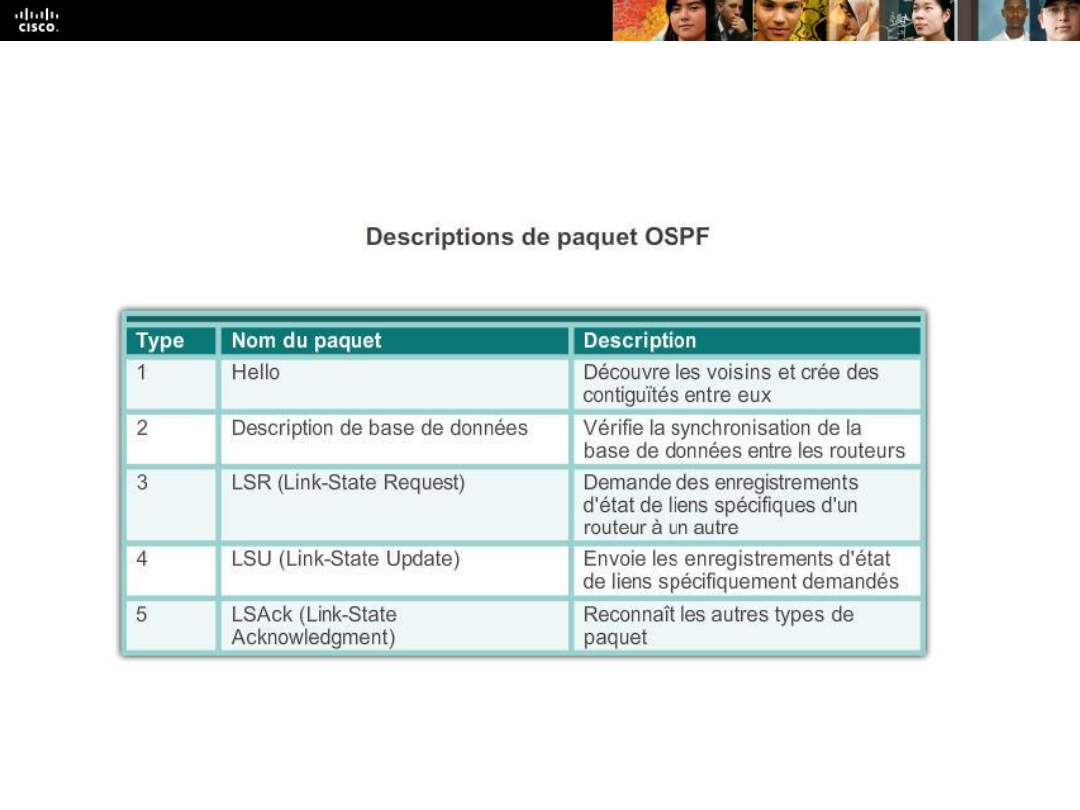 CISCO.
Descriptions de paquet OSPF
Type Nom du paquet Description
1 Hello Découvre les voisins et crée des
contiguïtés entre eux
2 Description de base de données Vérifie la synchronisation de la
base de données entre les routeurs
3 LSR (Link-State Request) Demande des enregistrements
d'état de liens spécifiques d'un
routeur à un autre
4 LSU (Link-State Update) Envoie les enregistrements d'état
de liens spécifiquement demandés
5 LSAck (Link-State Reconnaît les autres types de
Acknowledgment) paquet